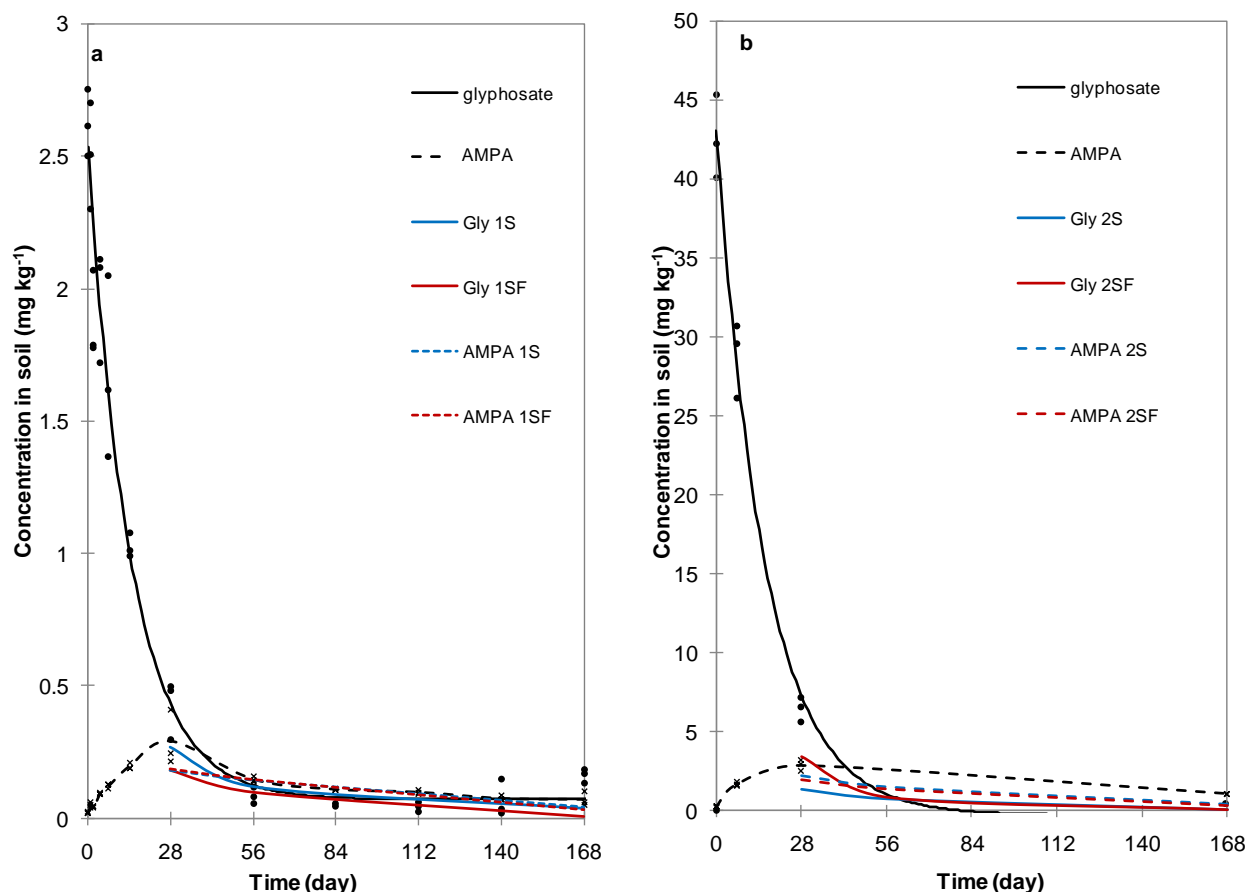 a
Concentration in soil (mg kg-1)
3
2.5
2
1.5
1
0.5
0
glyphosate
AMPA
Gly 1S
Gly 1SF
AMPA 1S
AMPA 1SF
0 28 56 84 112 140 168
Time (day)
b
Concentration in soil (mg kg-1)
50
45
40
35
30
25
20
15
10
5
0
glyphosate
AMPA
Gly 2S
Gly 2SF
AMPA 2S
AMPA 2SF
0 28 56 84 112 140 168
Time (day)